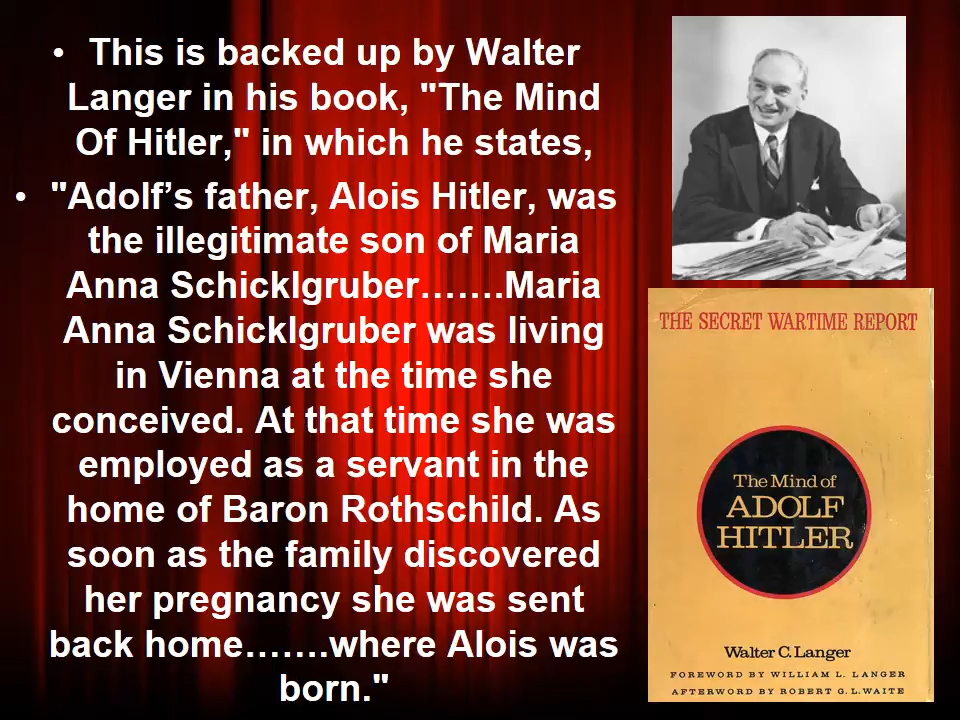 • This is backed up by Walter
Langer in his book, "The Mind
Of Hitler," in which he states,
• "Adolf’s father, Alois Hitler, was
the illegitimate son of Maria
Anna Schicklgruber…….Maria
Anna Schicklgruber was living
in Vienna at the time she
conceived. At that time she was
employed as a servant in the
home of Baron Rothschild. As
soon as the family discovered
her pregnancy she was sent
back home…….where Alois was
born."
THE SECRET WARTIME REPORT
The Mind of
ADOLF
HITLER
Walter C. Langer
FOREWORD BY WILLIAM L. LANGER
AFTERWORD BY ROBERT G. L. WAITE